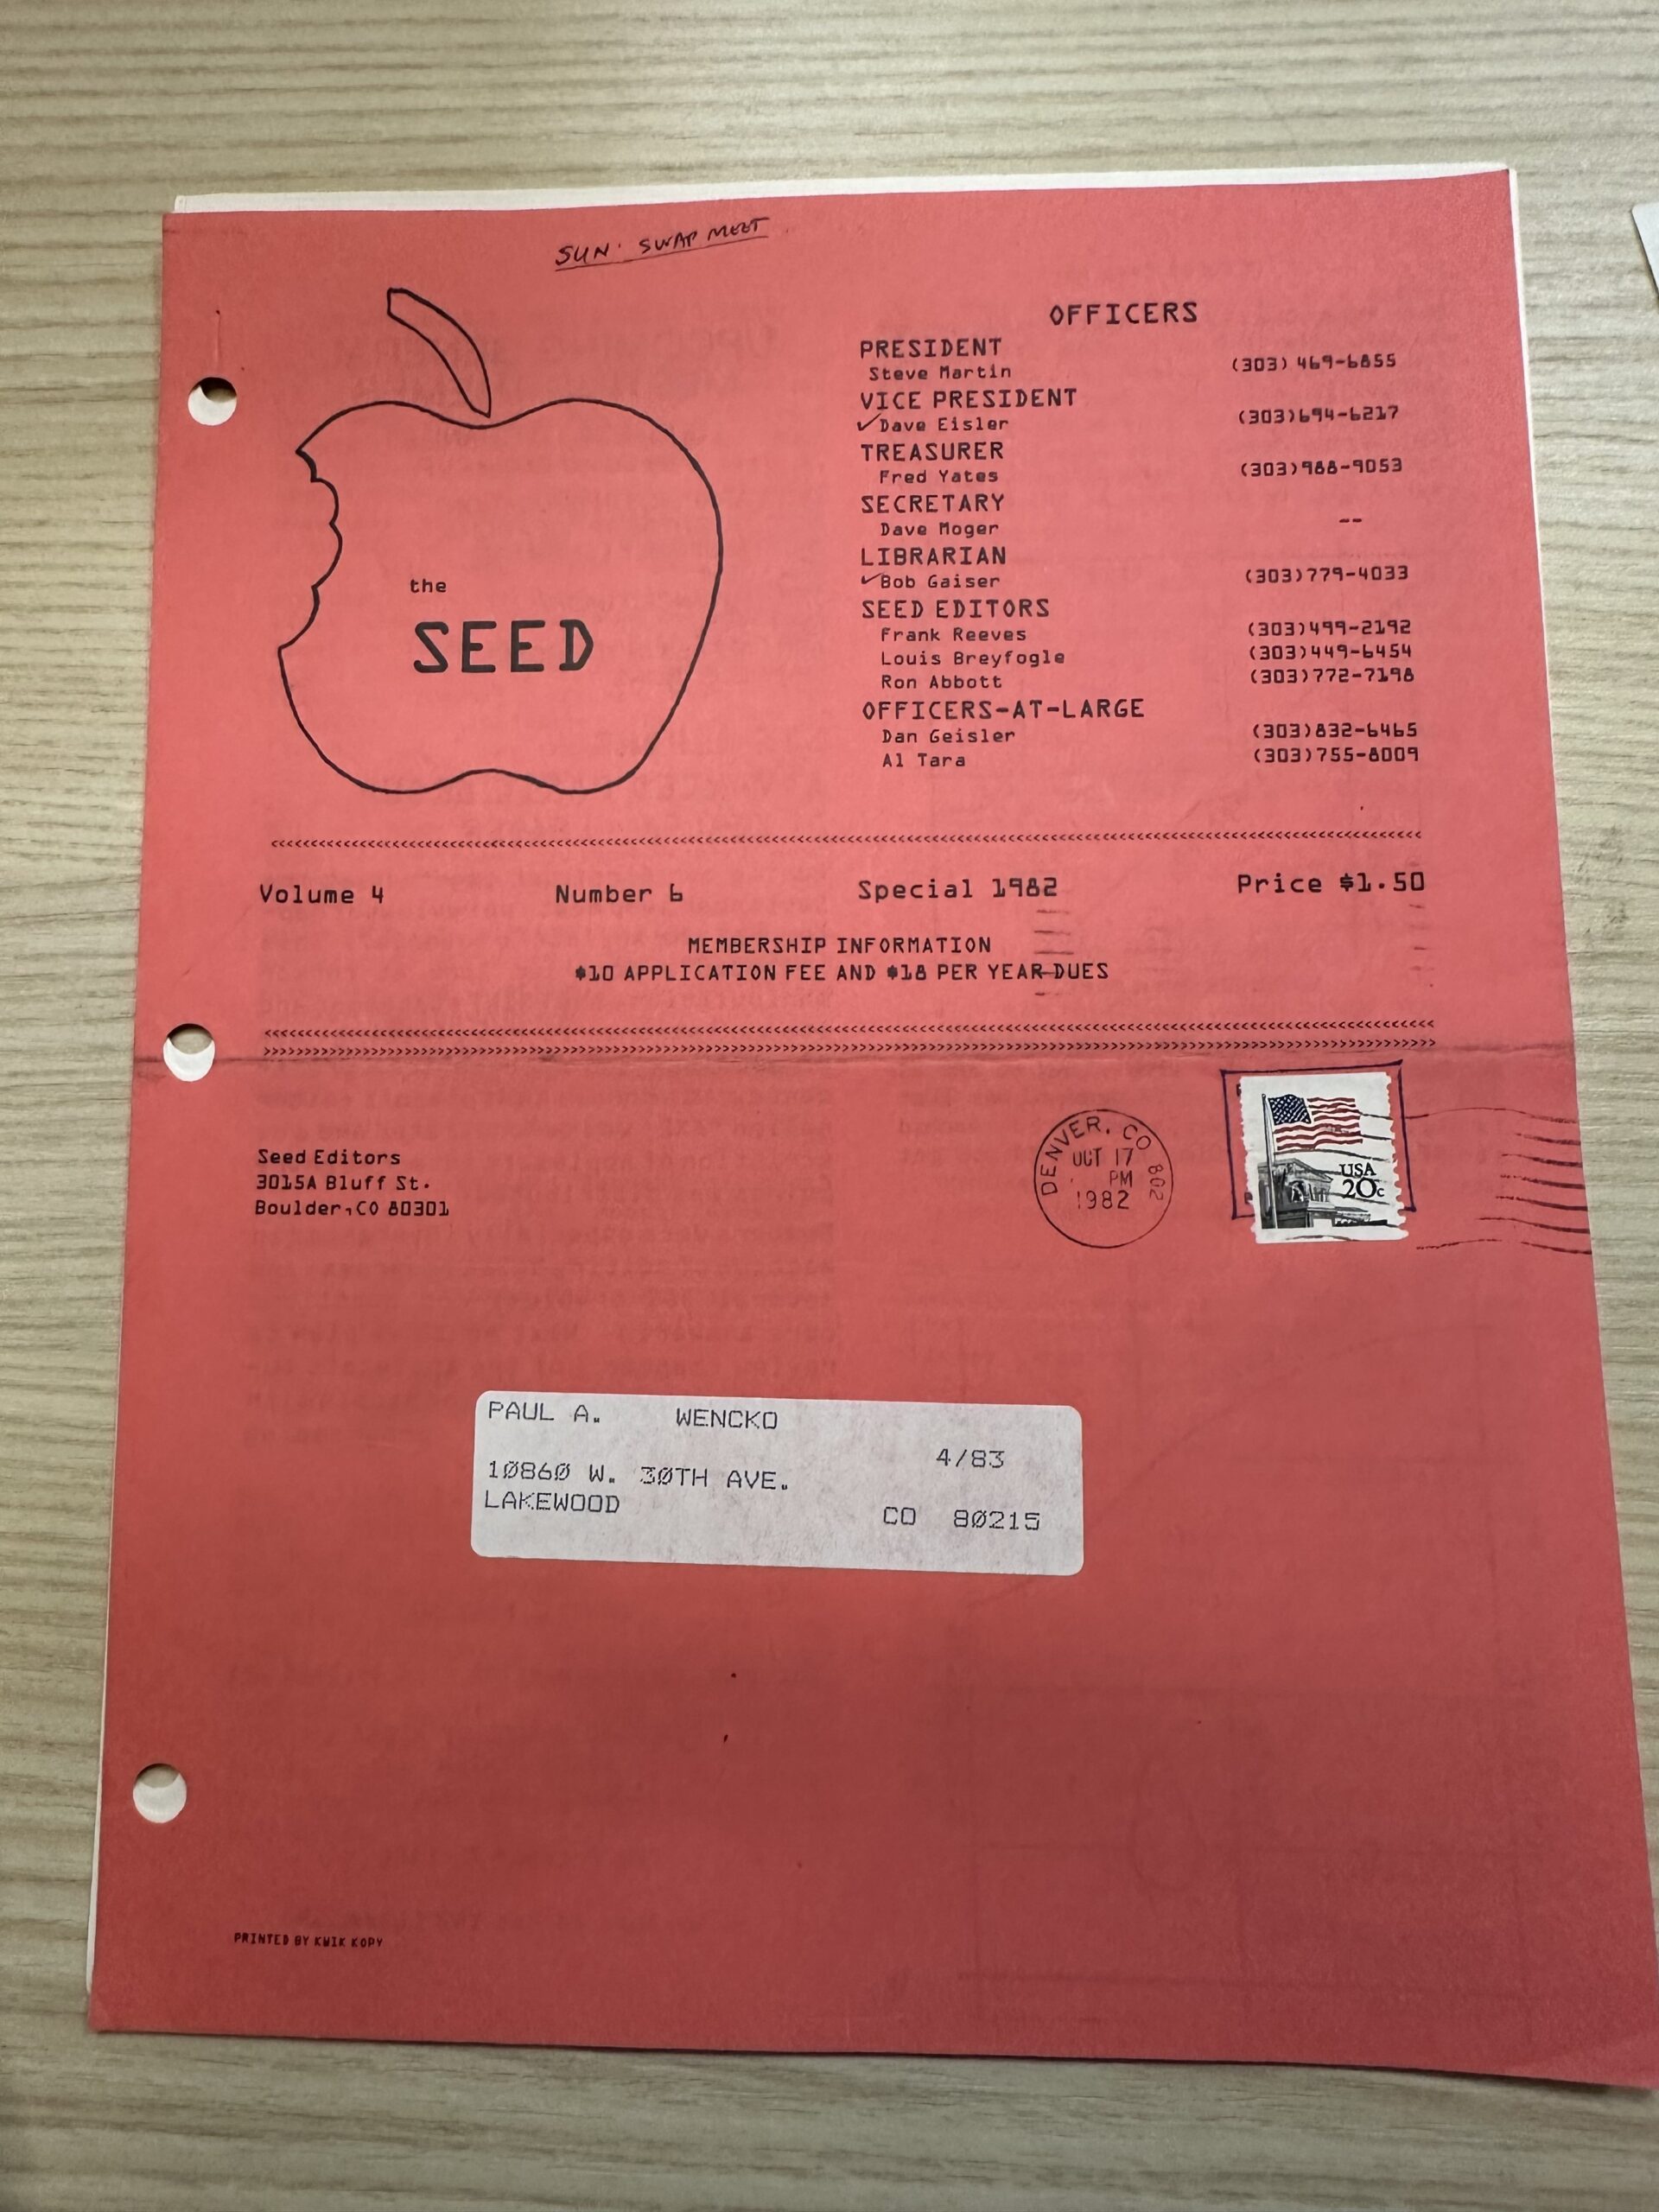 SUN. SWAP MEET
the
SEED
OFFICERS
PRESIDENT
Steve Martin (303) 469-6855
VICE PRESIDENT
✓Dave Eisler (303)694-6217
TREASURER
Fred Yates (303)988-9053
SECRETARY
Dave Moger --
LIBRARIAN
✓Bob Gaiser (303)779-4033
SEED EDITORS
Frank Reeves (303)499-2192
Louis Breyfogle (303)449-6454
Ron Abbott (303)772-7198
OFFICERS-AT-LARGE
Dan Geisler (303)832-6465
Al Tara (303)755-8009
Volume 4 Number 6 Special 1982 Price $1.50
MEMBERSHIP INFORMATION
$10 APPLICATION FEE AND $18 PER YEAR DUES
Seed Editors
3015A Bluff St.
Boulder, CO 80301
DENVER, CO 802
OCT 17
PM
1982
USA
20c
PAUL A. WENCKO
4/83
10860 W. 30TH AVE.
LAKEWOOD CO 80215
PRINTED BY KWIK KOPY